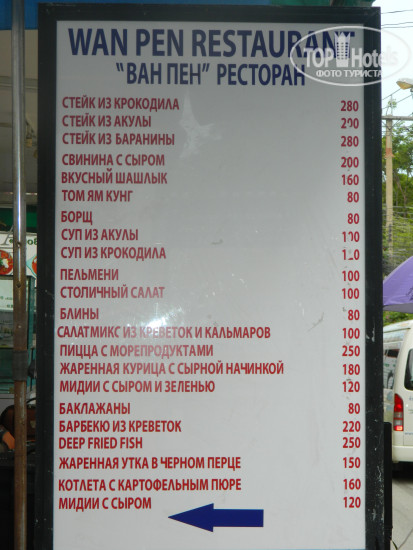 WAN PEN RESTAURANT
"ВАН ПЕН" РЕСТОРАН
TOPHotels
ФОТО ТУРИСТА
СТЕЙК ИЗ КРОКОДИЛА 280
СТЕЙК ИЗ АКУЛЫ
СТЕЙК ИЗ БАРАНИНЫ 280
СВИНИНА С СЫРОМ 200
ВКУСНЫЙ ШАШЛЫК 160
ТОМ ЯМ КУНГ 80
БОРЩ 80
СУП ИЗ АКУЛЫ
СУП ИЗ КРОКОДИЛА
ПЕЛЬМЕНИ 100
СТОЛИЧНЫЙ САЛАТ 100
БЛИНЫ 80
САЛАТМИКС ИЗ КРЕВЕТОК И КАЛЬМАРОВ 100
ПИЦЦА С МОРЕПРОДУКТАМИ 250
ЖАРЕННАЯ КУРИЦА С СЫРНОЙ НАЧИНКОЙ 180
МИДИИ С СЫРОМ И ЗЕЛЕНЬЮ 120
БАКЛАЖАНЫ 80
БАРБЕКЮ ИЗ КРЕВЕТОК 220
DEEP FRIED FISH 250
ЖАРЕННАЯ УТКА В ЧЕРНОМ ПЕРЦЕ 150
КОТЛЕТА С КАРТОФЕЛЬНЫМ ПЮРЕ 160
МИДИИ С СЫРОМ 120